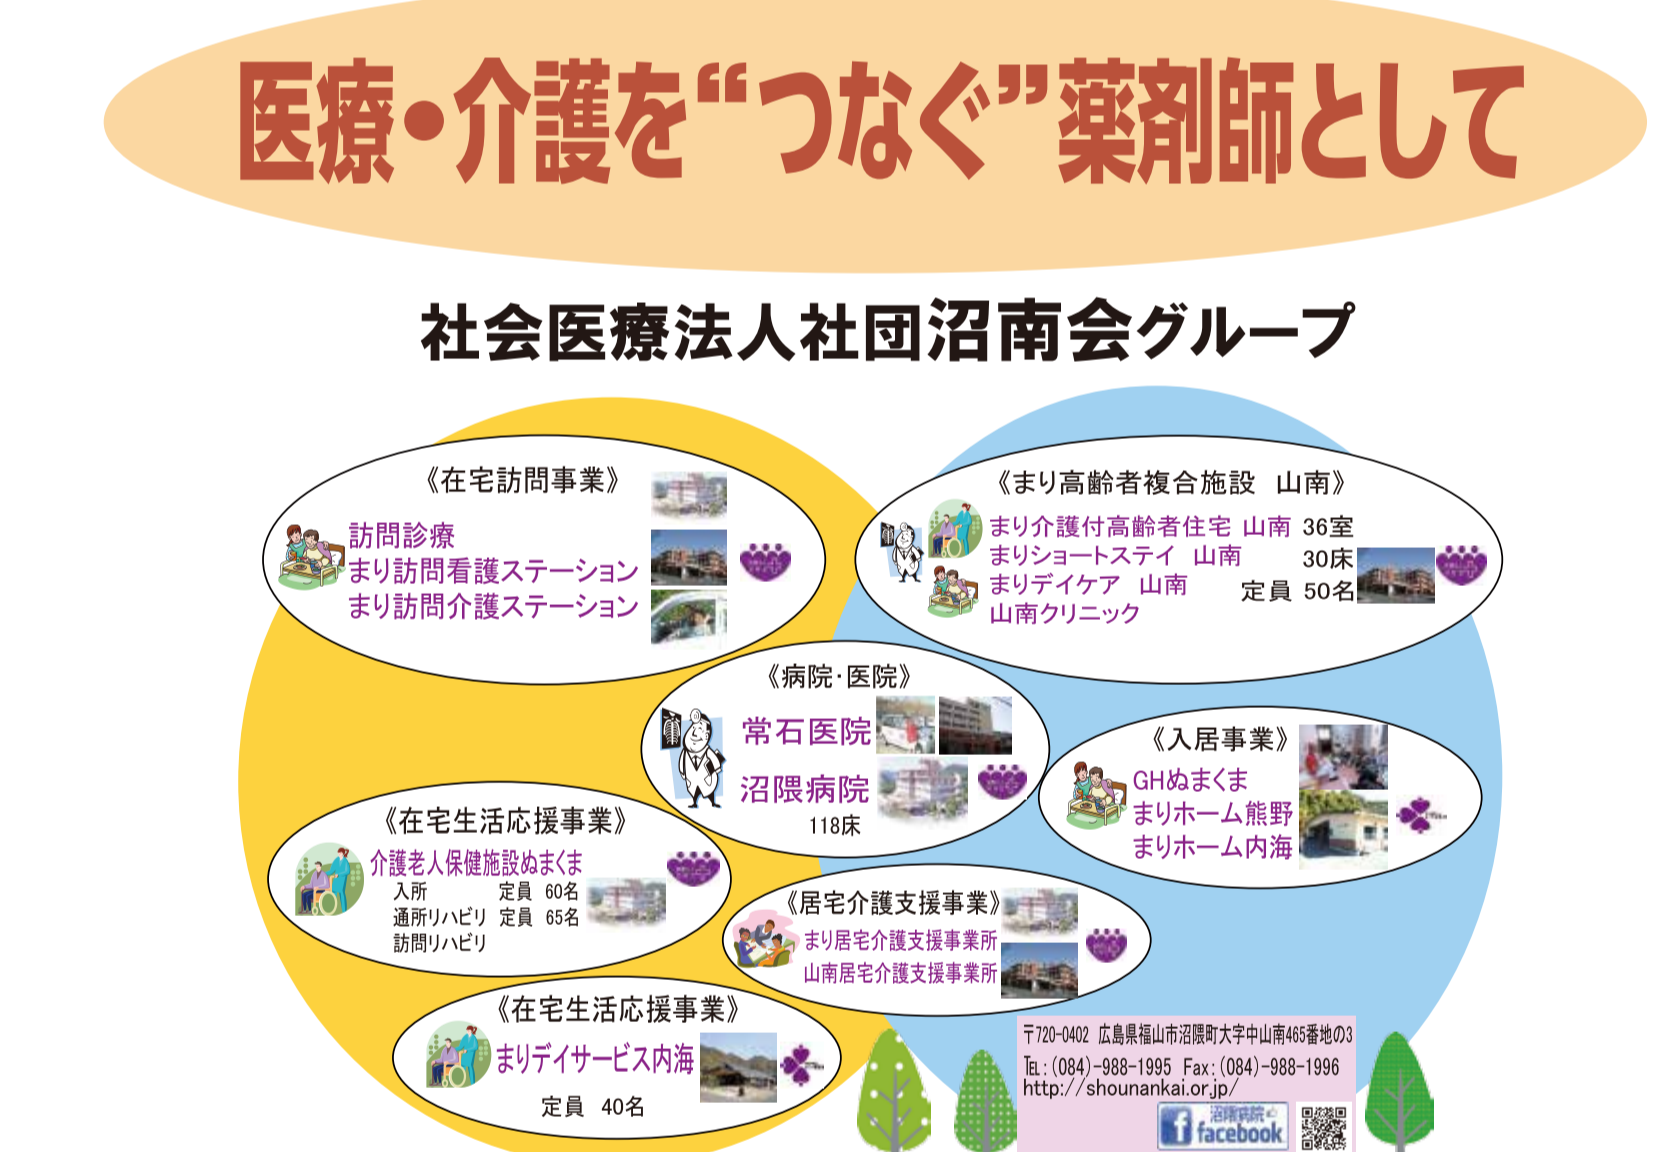 医療・介護を“つなぐ”薬剤師として
社会医療法人社団沼南会グループ
《在宅訪問事業》
訪問診療
まり訪問看護ステーション
まり訪問介護ステーション
《まり高齢者複合施設 山南》
まり介護付高齢者住宅 山南 36室
まりショートステイ 山南 30床
まりデイケア 山南 定員 50名
山南クリニック
《病院・医院》
常石医院
沼隈病院
118床
《入居事業》
GHぬまくま
まりホーム熊野
まりホーム内海
《在宅生活応援事業》
介護老人保健施設ぬまくま
入所 定員 60名
通所リハビリ 定員 65名
訪問リハビリ
《居宅介護支援事業》
まり居宅介護支援事業所
山南居宅介護支援事業所
《在宅生活応援事業》
まりデイサービス内海
定員 40名
〒720-0402 広島県福山市沼隈町大字中山南465番地の3
℡:(084)-988-1995 Fax:(084)-988-1996
http://shounankai.or.jp/
沼隈病院
facebook